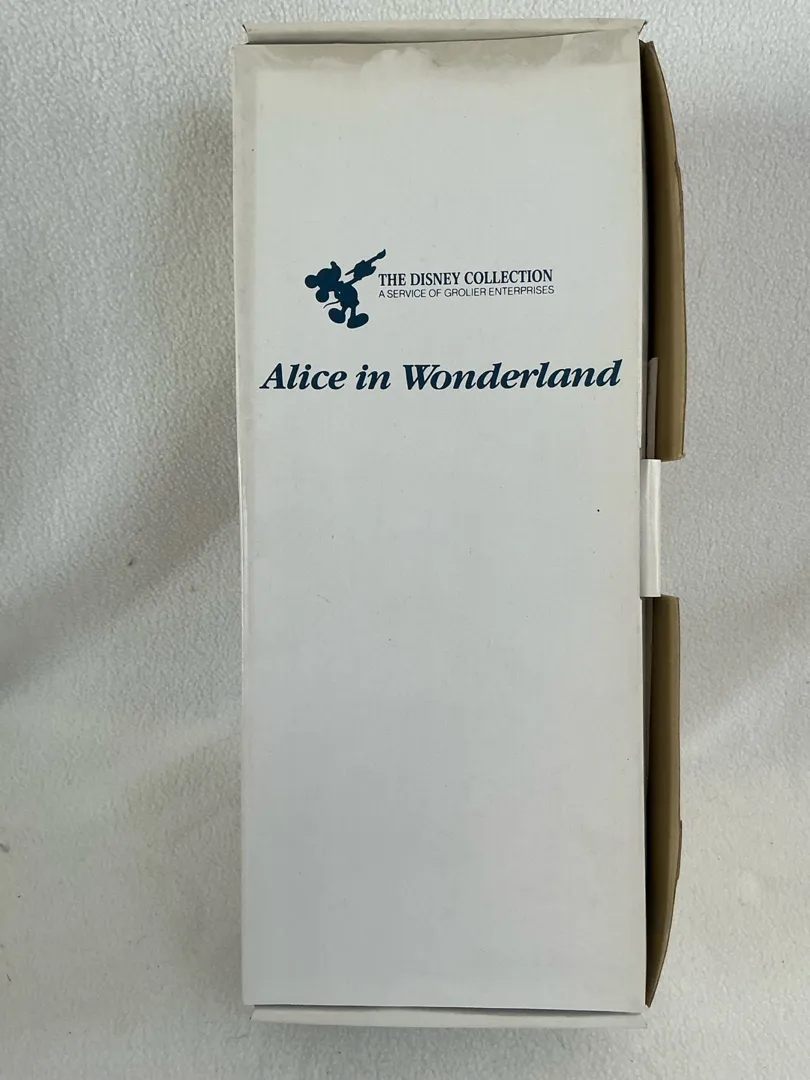 THE DISNEY COLLECTION
A SERVICE OF GROLIER ENTERPRISES
Alice in Wonderland